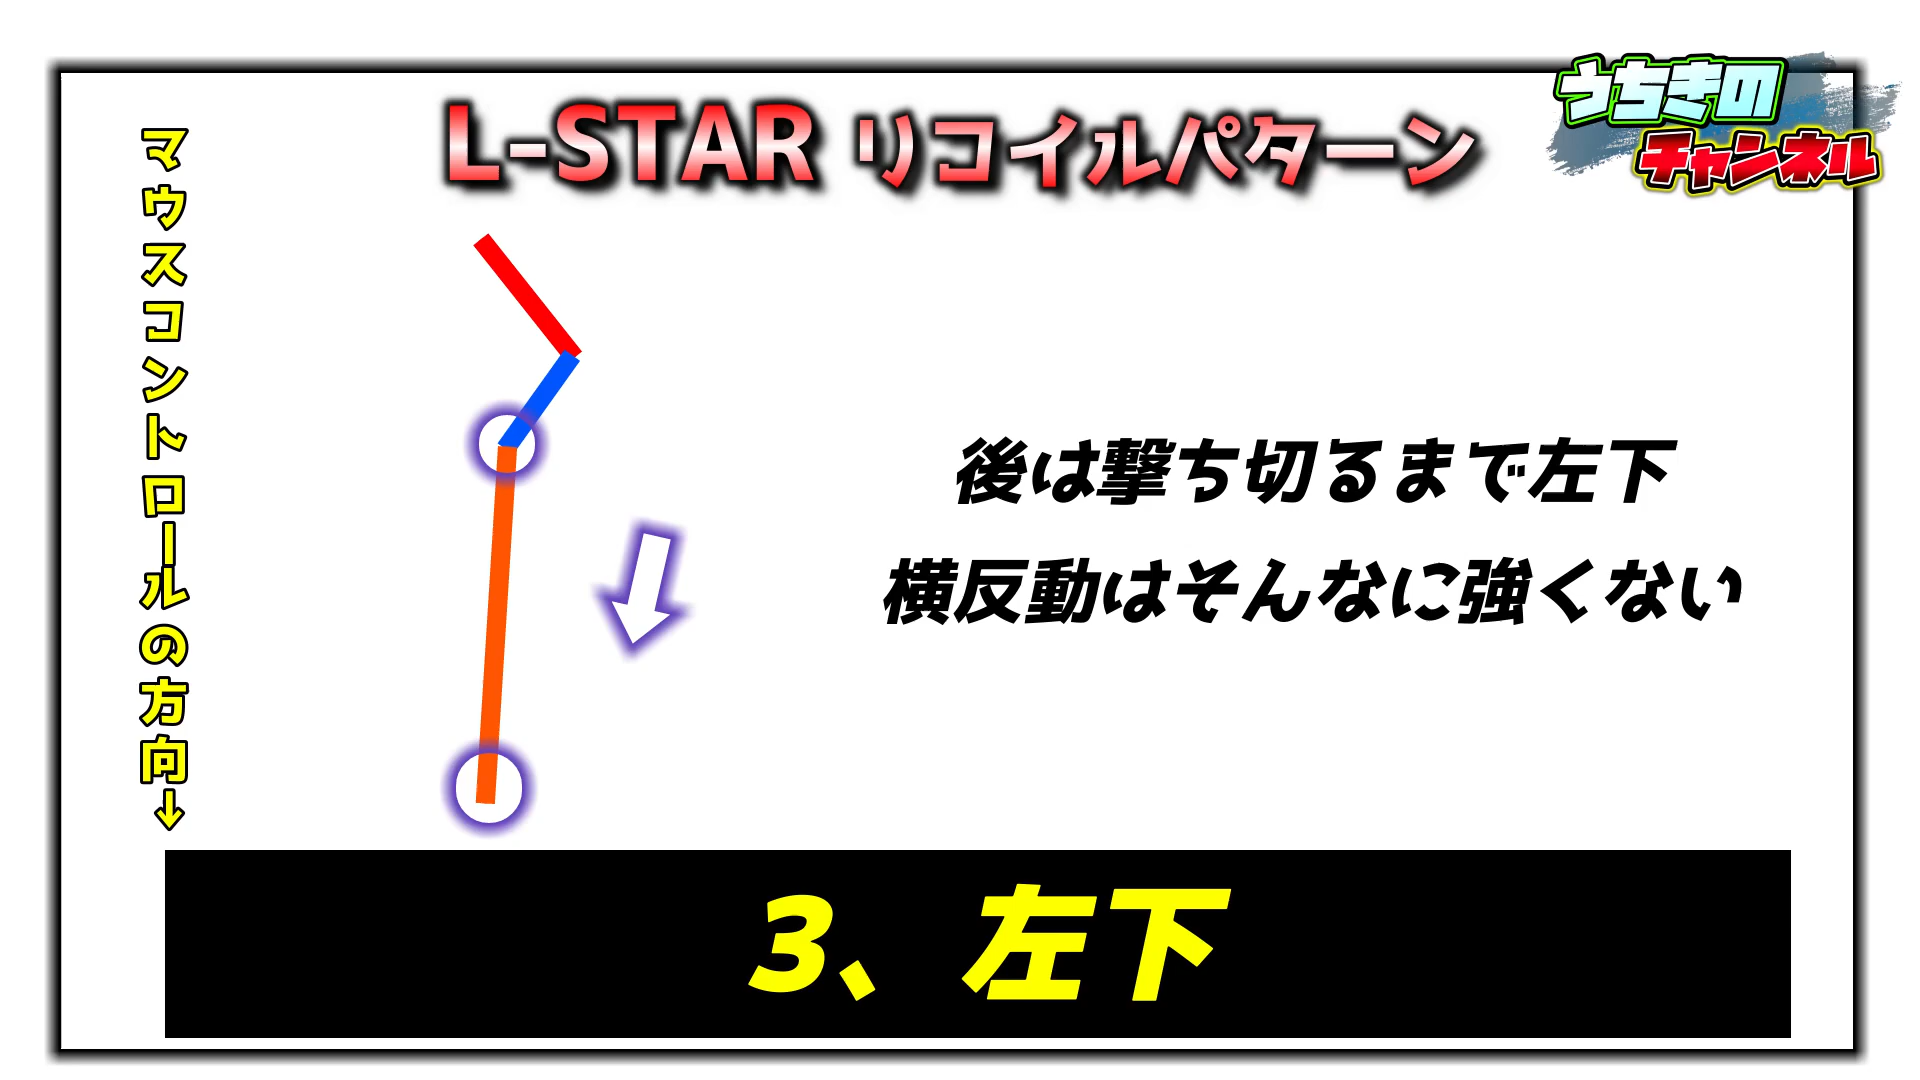 L-STAR リコイルパターン
うちきの
チャンネル
マウスコントロールの方向→
後は撃ち切るまで左下
横反動はそんなに強くない
3、左下